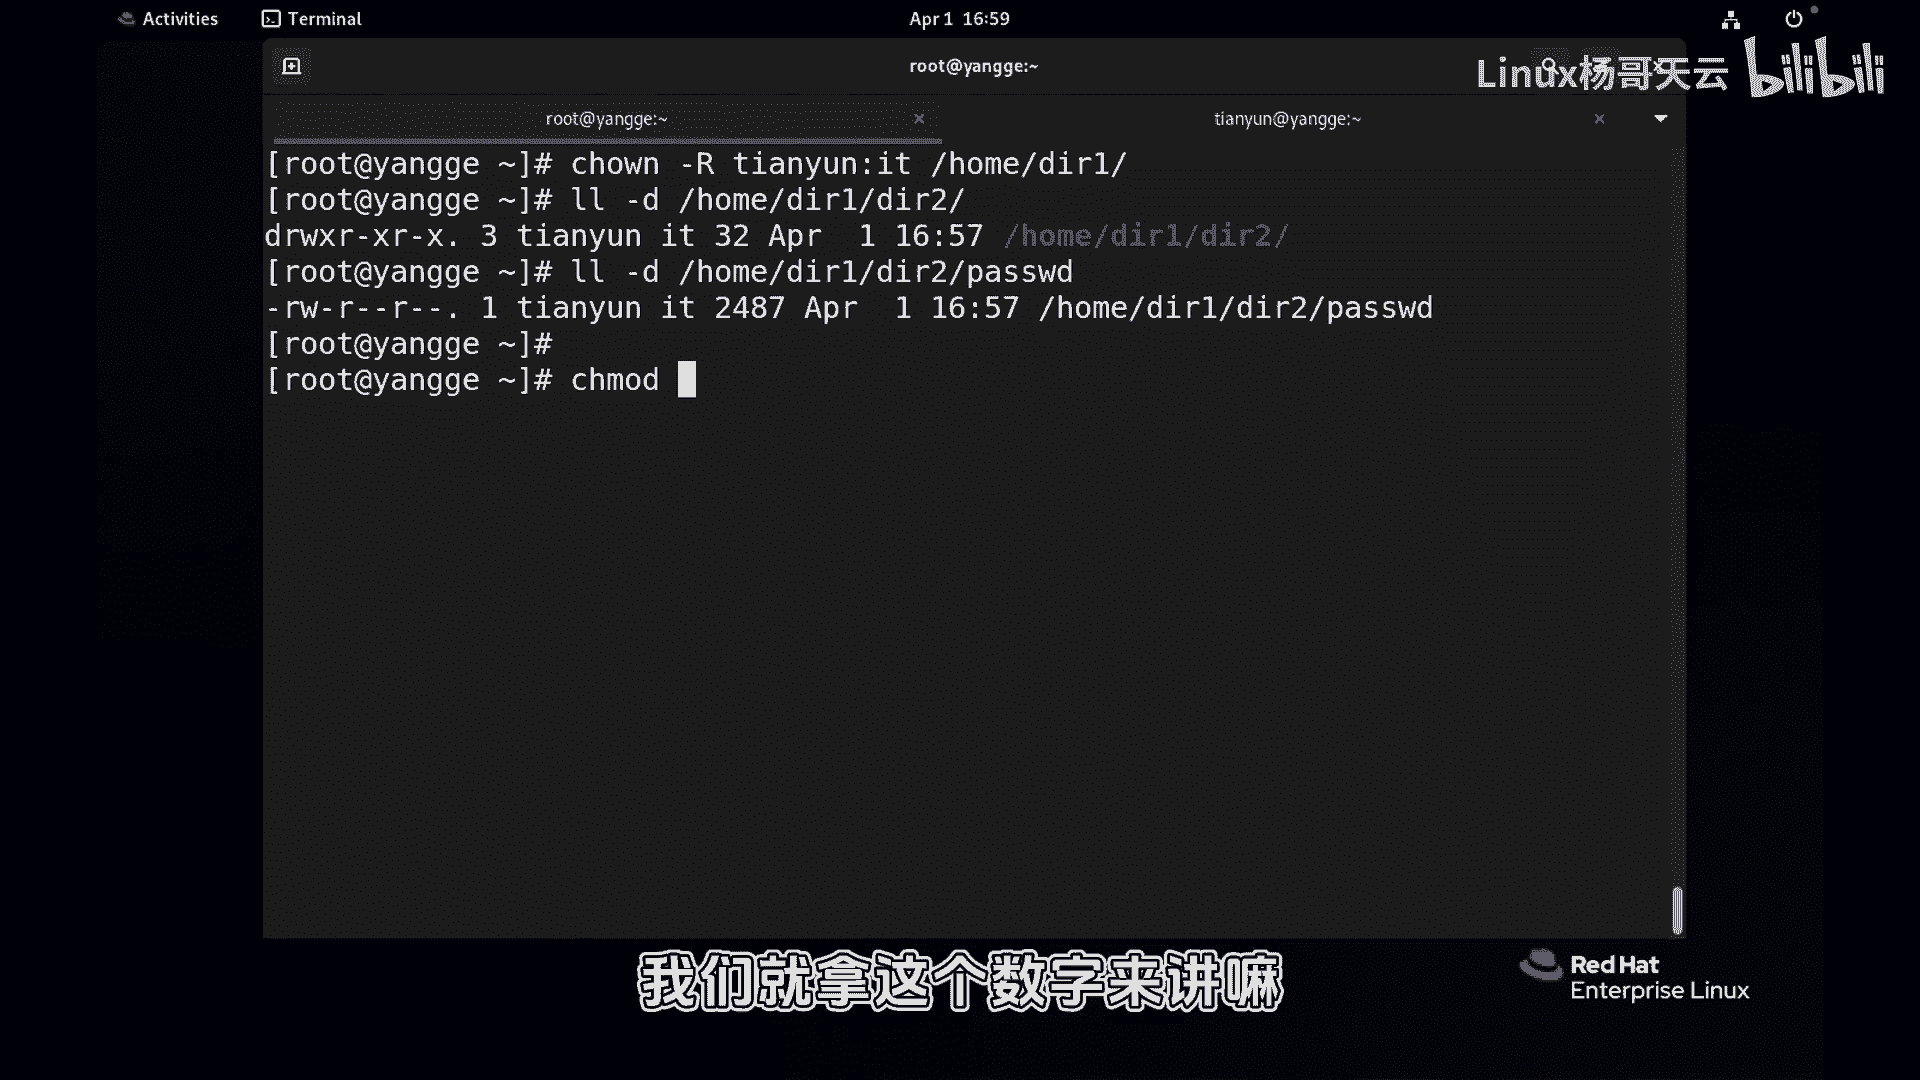 Activities Terminal Apr 1 16:59
root@yangge:~
Linux杨哥天云 bilibili
root@yangge:~ × tianyun@yangge:~ ×
[root@yangge ~]# chown -R tianyun:it /home/dir1/
[root@yangge ~]# ll -d /home/dir1/dir2/
drwxr-xr-x. 3 tianyun it 32 Apr  1 16:57 /home/dir1/dir2/
[root@yangge ~]# ll -d /home/dir1/dir2/passwd
-rw-r--r--. 1 tianyun it 2487 Apr  1 16:57 /home/dir1/dir2/passwd
[root@yangge ~]#
[root@yangge ~]# chmod
我们就拿这个数字来讲嘛
Red Hat
Enterprise Linux